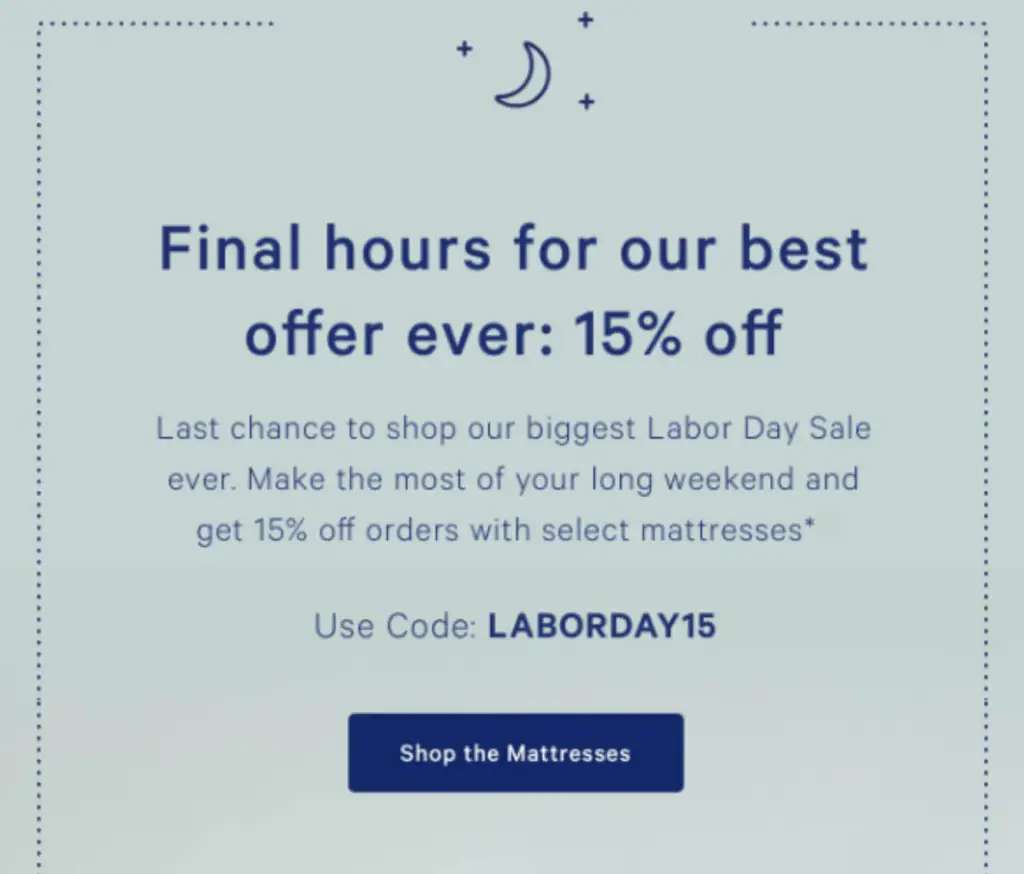 Final hours for our best
offer ever: 15% off
Last chance to shop our biggest Labor Day Sale
ever. Make the most of your long weekend and
get 15% off orders with select mattresses*
Use Code: LABORDAY15
Shop the Mattresses